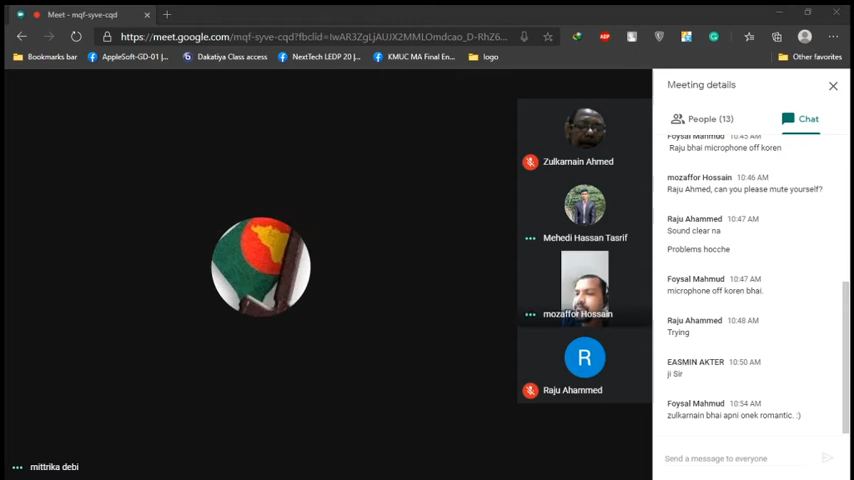 Meet - mqf-syve-cqd
https://meet.google.com/mqf-syve-cqd?fbclid=IwAR3ZgLjAUJX2MMLOmdcao_D-RhZ6...
Bookmarks bar
AppleSoft-GD-01 |...
Dakatiya Class access
NextTech LEDP 20 |...
KMUC MA Final En...
logo
Other favorites
Meeting details
People (13)
Chat
Foysal Mahmud 10:45 AM
Raju bhai microphone off koren
mozaffor Hossain 10:46 AM
Raju Ahmed, can you please mute yourself?
Raju Ahammed 10:47 AM
Sound clear na
Problems hocche
Foysal Mahmud 10:47 AM
microphone off koren bhai.
Raju Ahammed 10:48 AM
Trying
EASMIN AKTER 10:50 AM
ji Sir
Foysal Mahmud 10:54 AM
zulkarnain bhai apni onek romantic. :)
Send a message to everyone
Zulkarnain Ahmed
Mehedi Hassan Tasrif
mozaffor Hossain
R
Raju Ahammed
mittrika debi